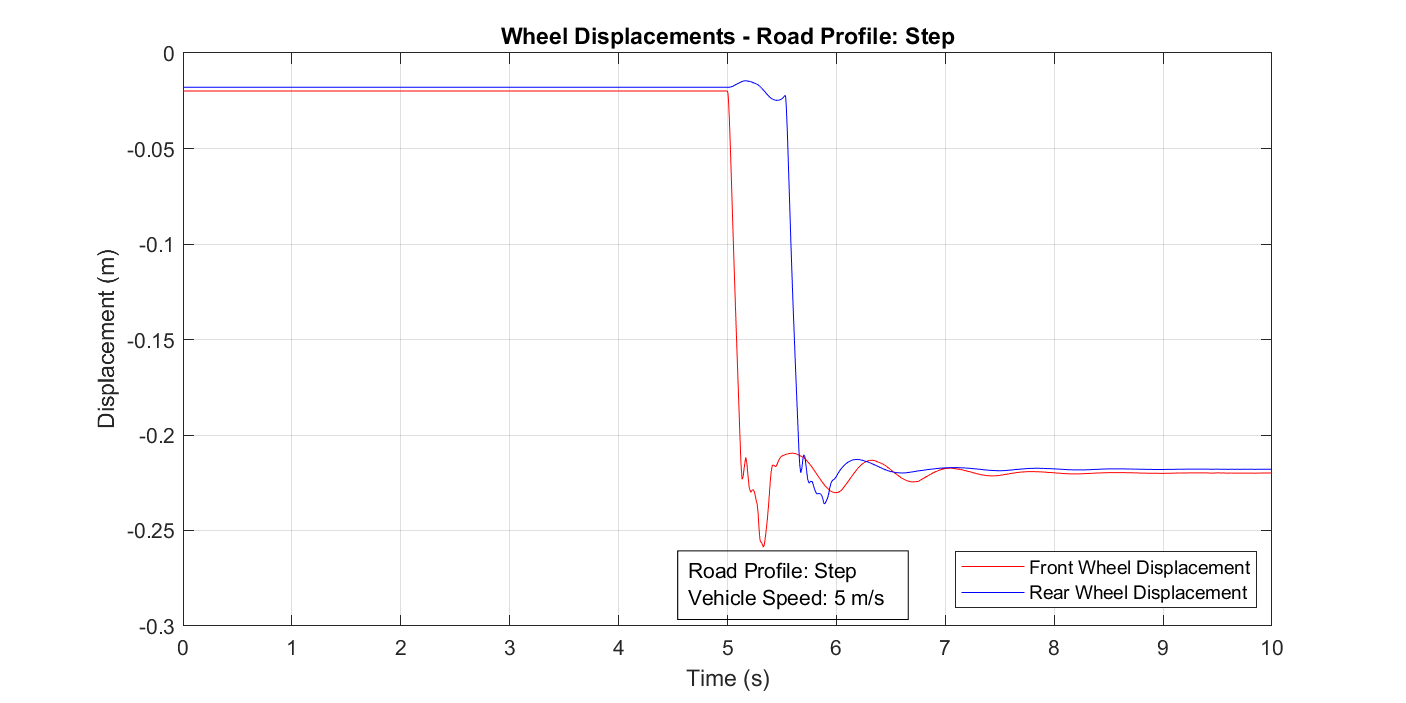 Wheel Displacements - Road Profile: Step
0
-0.05
-0.1
-0.15
-0.2
-0.25
-0.3
Displacement (m)
Road Profile: Step
Vehicle Speed: 5 m/s
Front Wheel Displacement
Rear Wheel Displacement
0 1 2 3 4 5 6 7 8 9 10
Time (s)